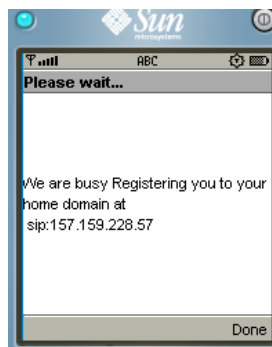 Sun
microsystems
ABC
Please wait...
We are busy Registering you to your
home domain at
sip:157.159.228.57
Done